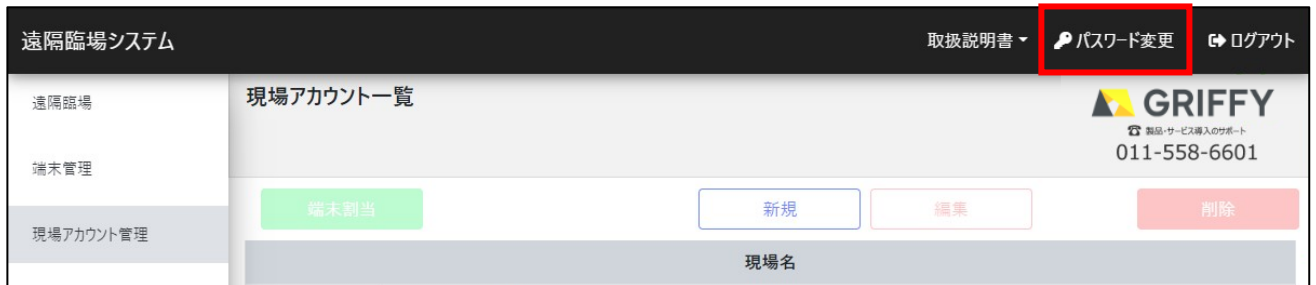 遠隔臨場システム
取扱説明書 パスワード変更 ログアウト
遠隔臨場
端末管理
現場アカウント管理
現場アカウント一覧
GRIFFY
製品・サービス導入のサポート
011-558-6601
端末割当 新規 編集 削除
現場名